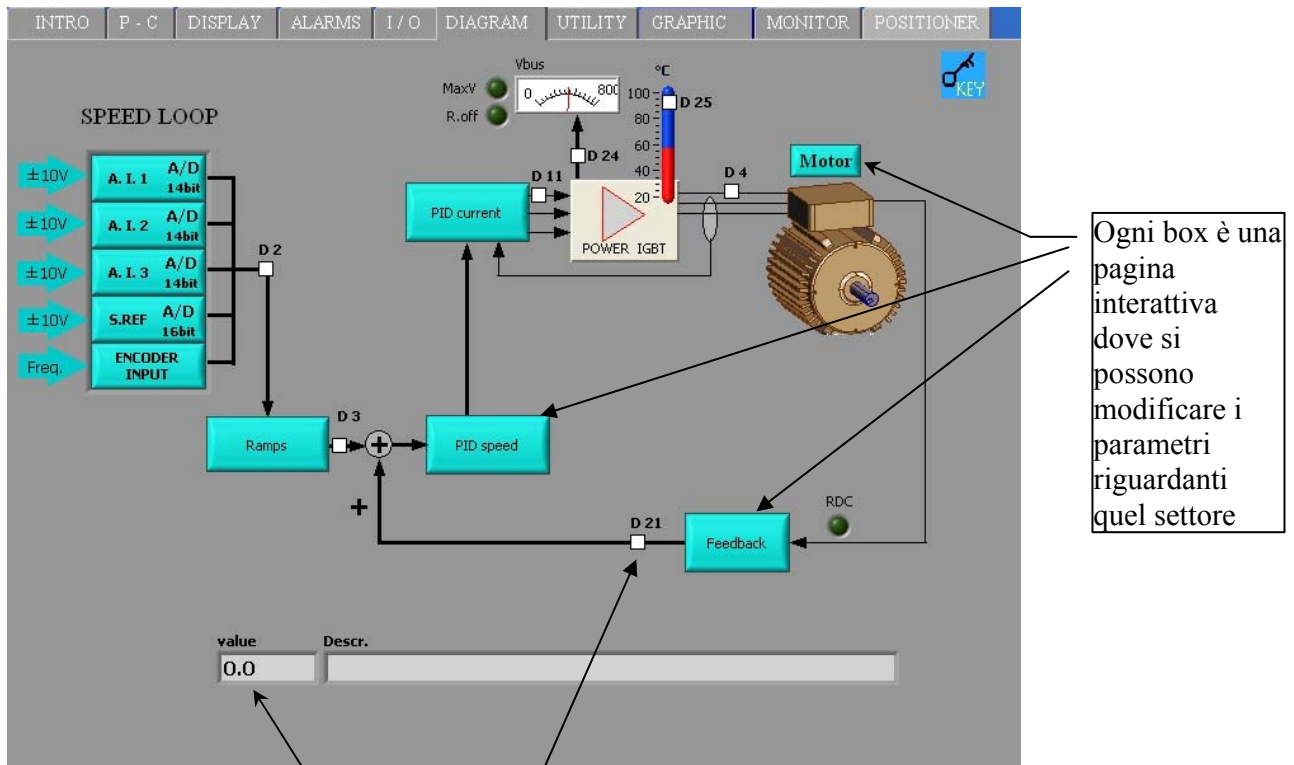 INTRO P - C DISPLAY ALARMS I / O DIAGRAM UTILITY GRAPHIC MONITOR POSITIONER
KEY
Vbus
MaxV
R.off
0 800
°C
100
80
60
40
20
D 25
D 24
SPEED LOOP
±10V A. I. 1 A/D 14bit
±10V A. I. 2 A/D 14bit
±10V A. I. 3 A/D 14bit
±10V S.REF A/D 16bit
Freq. ENCODER INPUT
D 2
PID current
D 11
POWER IGBT
D 4
Motor
Ramps
D 3
+
PID speed
+
D 21
Feedback
RDC
value Descr.
0.0
Ogni box è una
pagina
interattiva
dove si
possono
modificare i
parametri
riguardanti
quel settore